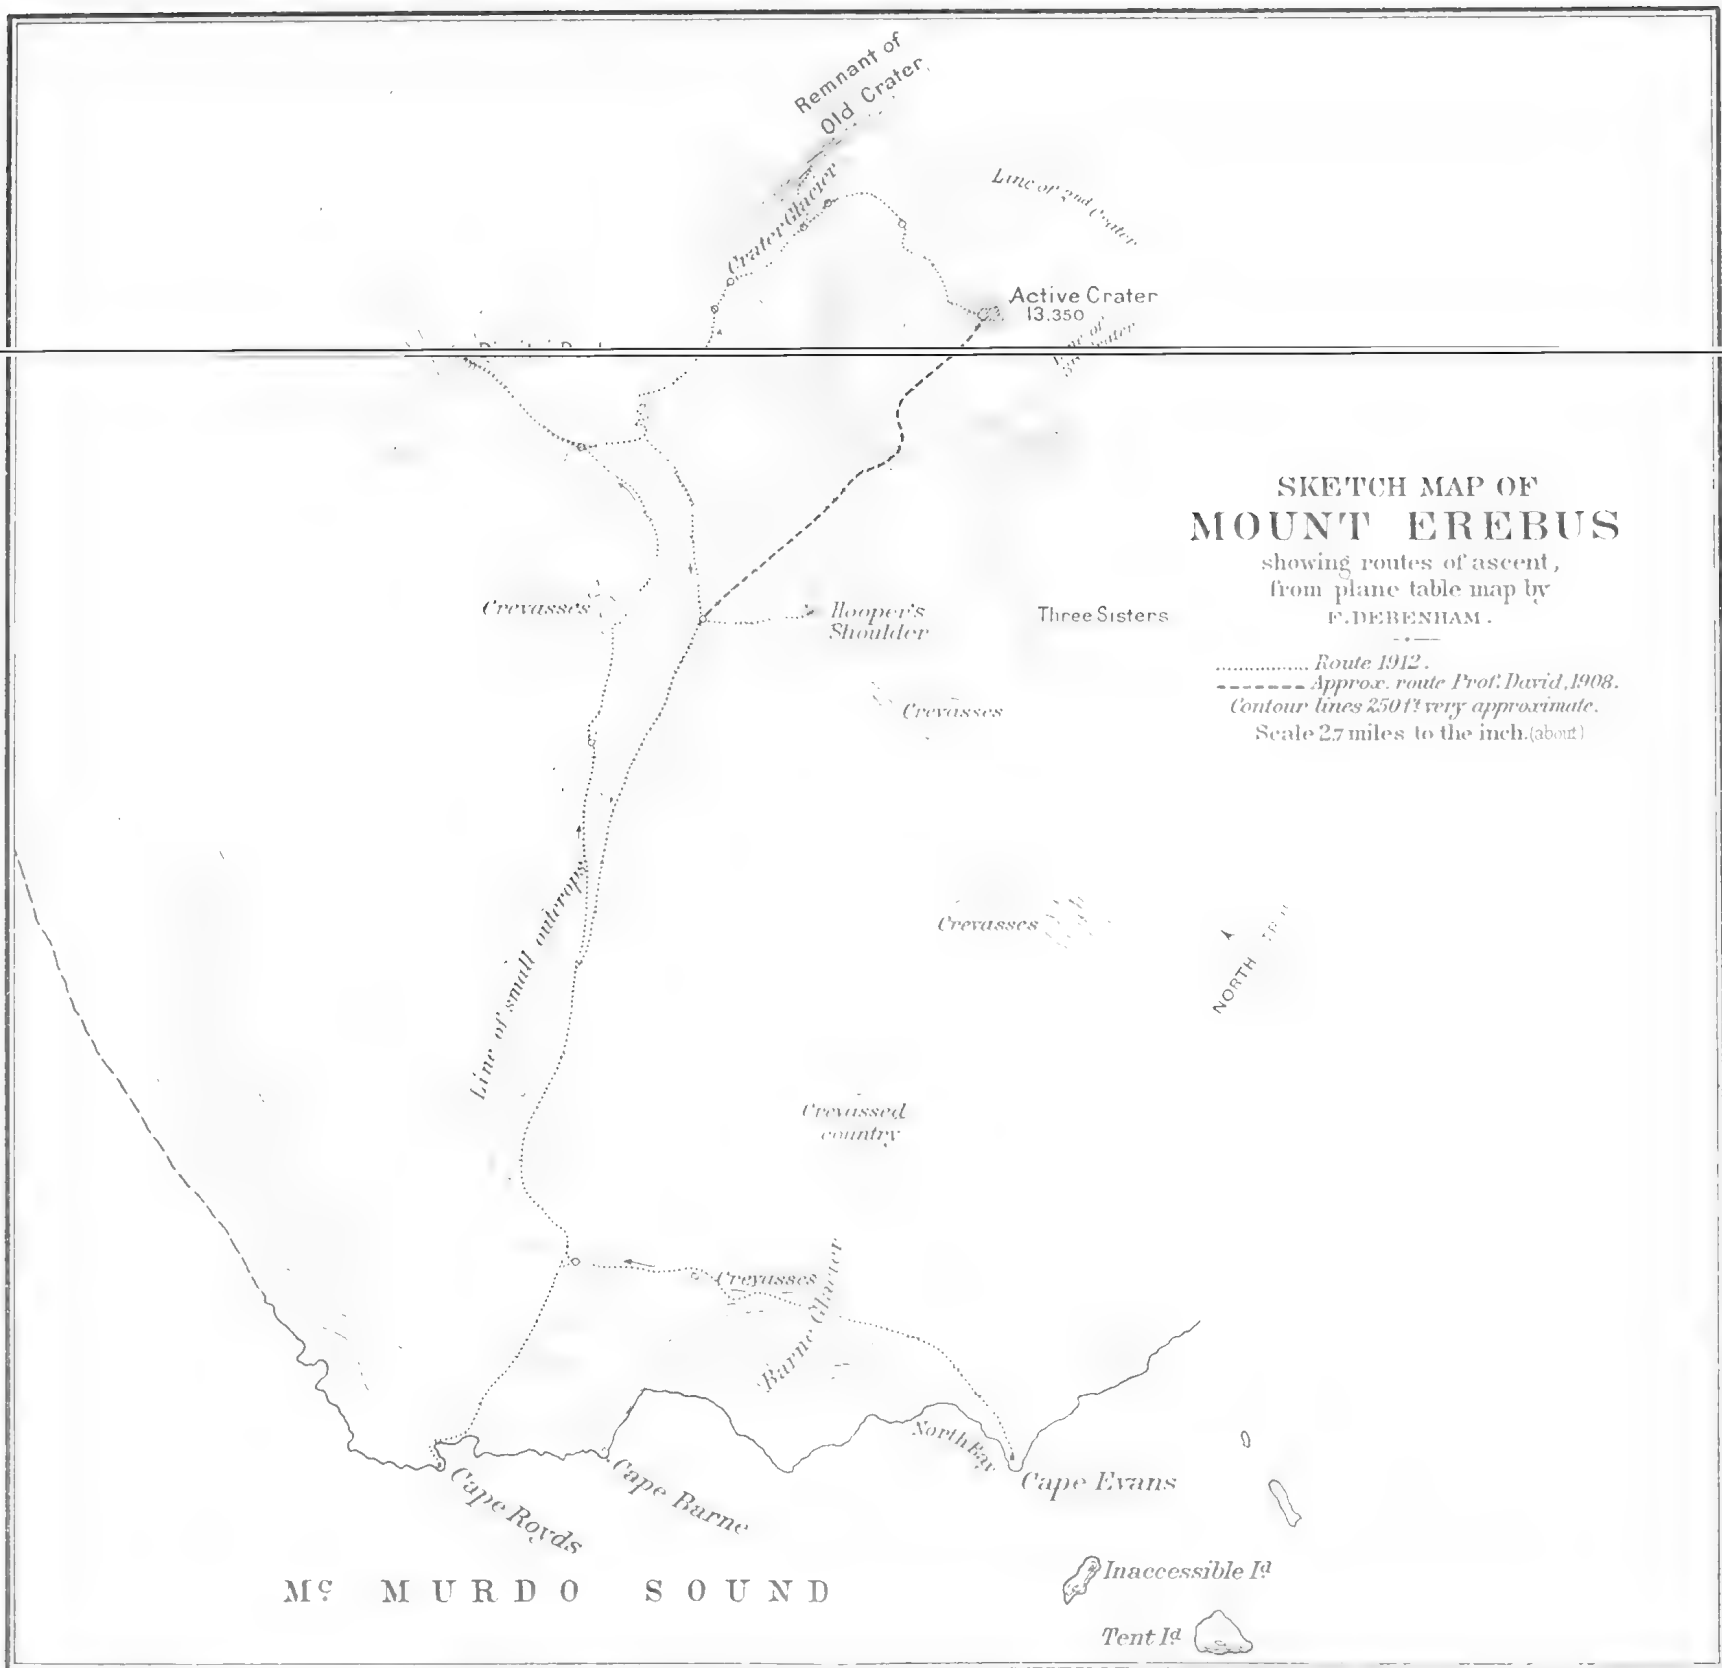 Remnant of
Old Crater.
Crater Glacier
Line of 2nd Crater
Active Crater
13.350
SKETCH MAP OF
MOUNT EREBUS
showing routes of ascent,
from plane table map by
F. DEBENHAM.
Route 1912.
Approx. route Prof. David, 1908.
Contour lines 250 ft very approximate.
Scale 2.7 miles to the inch. (about)
Crevasses
Hooper's
Shoulder
Three Sisters
Crevasses
Line of small outcrops
Crevasses
NORTH
Crevassed
country
Crevasses
Barne Glacier
North Bay
Cape Evans
Cape Barne
Cape Royds
Mc MURDO SOUND
Inaccessible Id
Tent Id